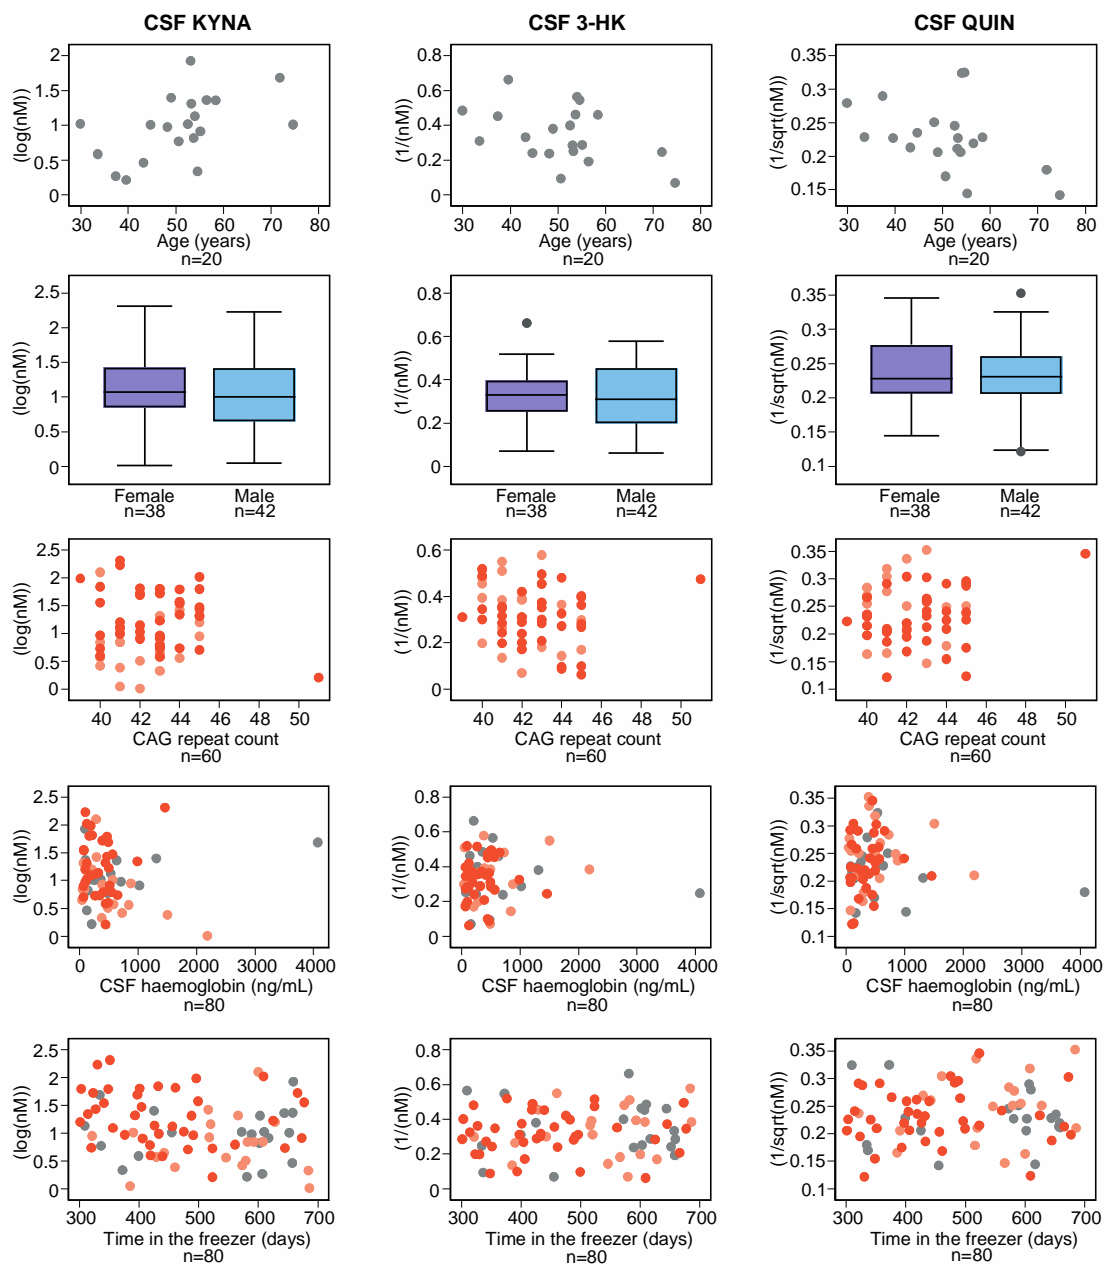 CSF KYNA CSF 3-HK CSF QUIN
(log(nM))
2
1.5
1
0.5
0
30 40 50 60 70 80
Age (years)
n=20
(1/(nM))
0.8
0.6
0.4
0.2
0
30 40 50 60 70 80
Age (years)
n=20
(1/sqrt(nM))
0.35
0.3
0.25
0.2
0.15
30 40 50 60 70 80
Age (years)
n=20
(log(nM))
2.5
2
1.5
1
0.5
0
Female Male
n=38 n=42
(1/(nM))
0.8
0.6
0.4
0.2
0
Female Male
n=38 n=42
(1/sqrt(nM))
0.35
0.3
0.25
0.2
0.15
0.1
Female Male
n=38 n=42
(log(nM))
2.5
2
1.5
1
0.5
0
40 42 44 46 48 50
CAG repeat count
n=60
(1/(nM))
0.6
0.4
0.2
0
40 42 44 46 48 50
CAG repeat count
n=60
(1/sqrt(nM))
0.35
0.3
0.25
0.2
0.15
0.1
40 42 44 46 48 50
CAG repeat count
n=60
(log(nM))
2.5
2
1.5
1
0.5
0
0 1000 2000 3000 4000
CSF haemoglobin (ng/mL)
n=80
(1/(nM))
0.8
0.6
0.4
0.2
0
0 1000 2000 3000 4000
CSF haemoglobin (ng/mL)
n=80
(1/sqrt(nM))
0.35
0.3
0.25
0.2
0.15
0.1
0 1000 2000 3000 4000
CSF haemoglobin (ng/mL)
n=80
(log(nM))
2.5
2
1.5
1
0.5
0
300 400 500 600 700
Time in the freezer (days)
n=80
(1/(nM))
0.8
0.6
0.4
0.2
0
300 400 500 600 700
Time in the freezer (days)
n=80
(1/sqrt(nM))
0.35
0.3
0.25
0.2
0.15
0.1
300 400 500 600 700
Time in the freezer (days)
n=80